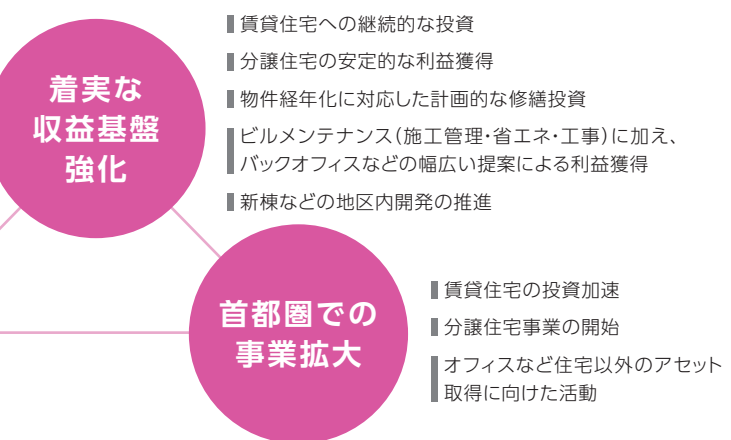 着実な
収益基盤
強化
賃貸住宅への継続的な投資
分譲住宅の安定的な利益獲得
物件経年化に対応した計画的な修繕投資
ビルメンテナンス(施工管理・省エネ・工事)に加え、
バックオフィスなどの幅広い提案による利益獲得
新棟などの地区内開発の推進
首都圏での
事業拡大
賃貸住宅の投資加速
分譲住宅事業の開始
オフィスなど住宅以外のアセット
取得に向けた活動